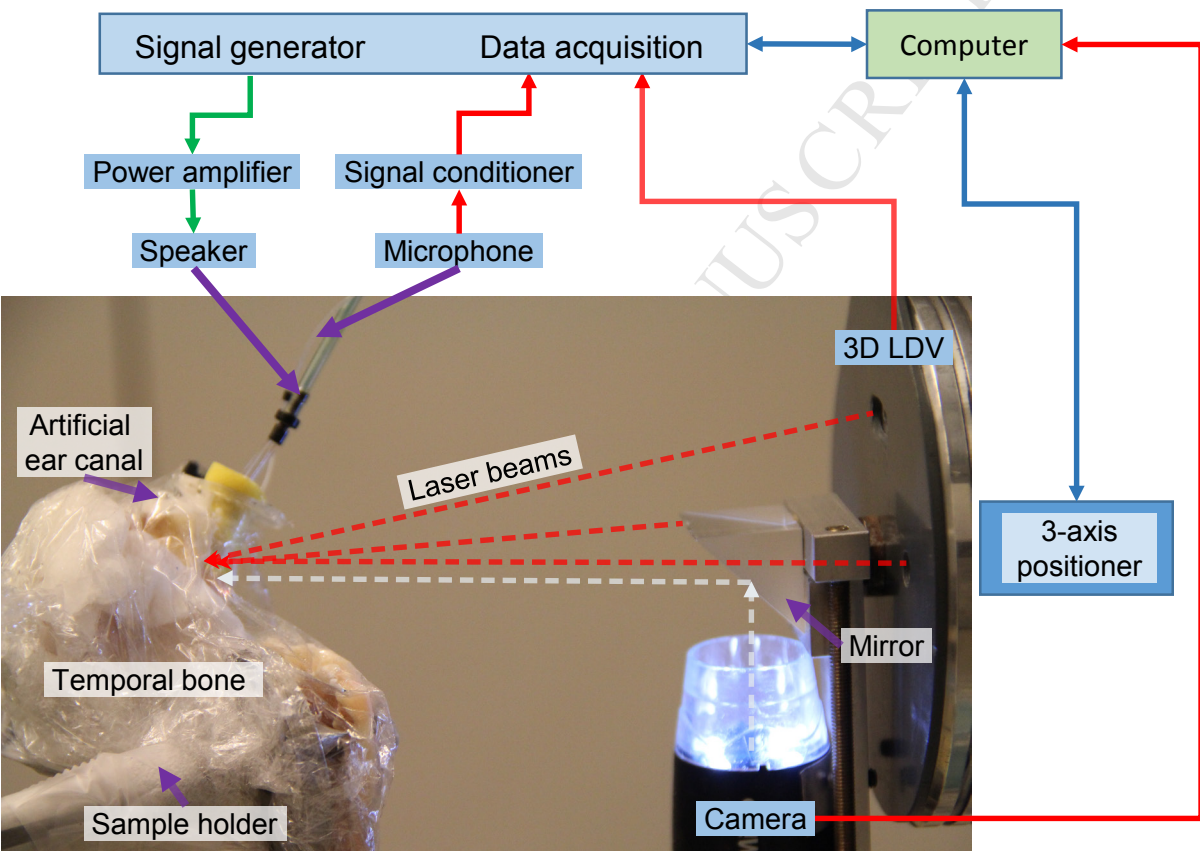 Signal generator
Data acquisition
Computer
Power amplifier
Signal conditioner
Speaker
Microphone
3D LDV
Artificial
ear canal
Laser beams
3-axis
positioner
Mirror
Temporal bone
Sample holder
Camera